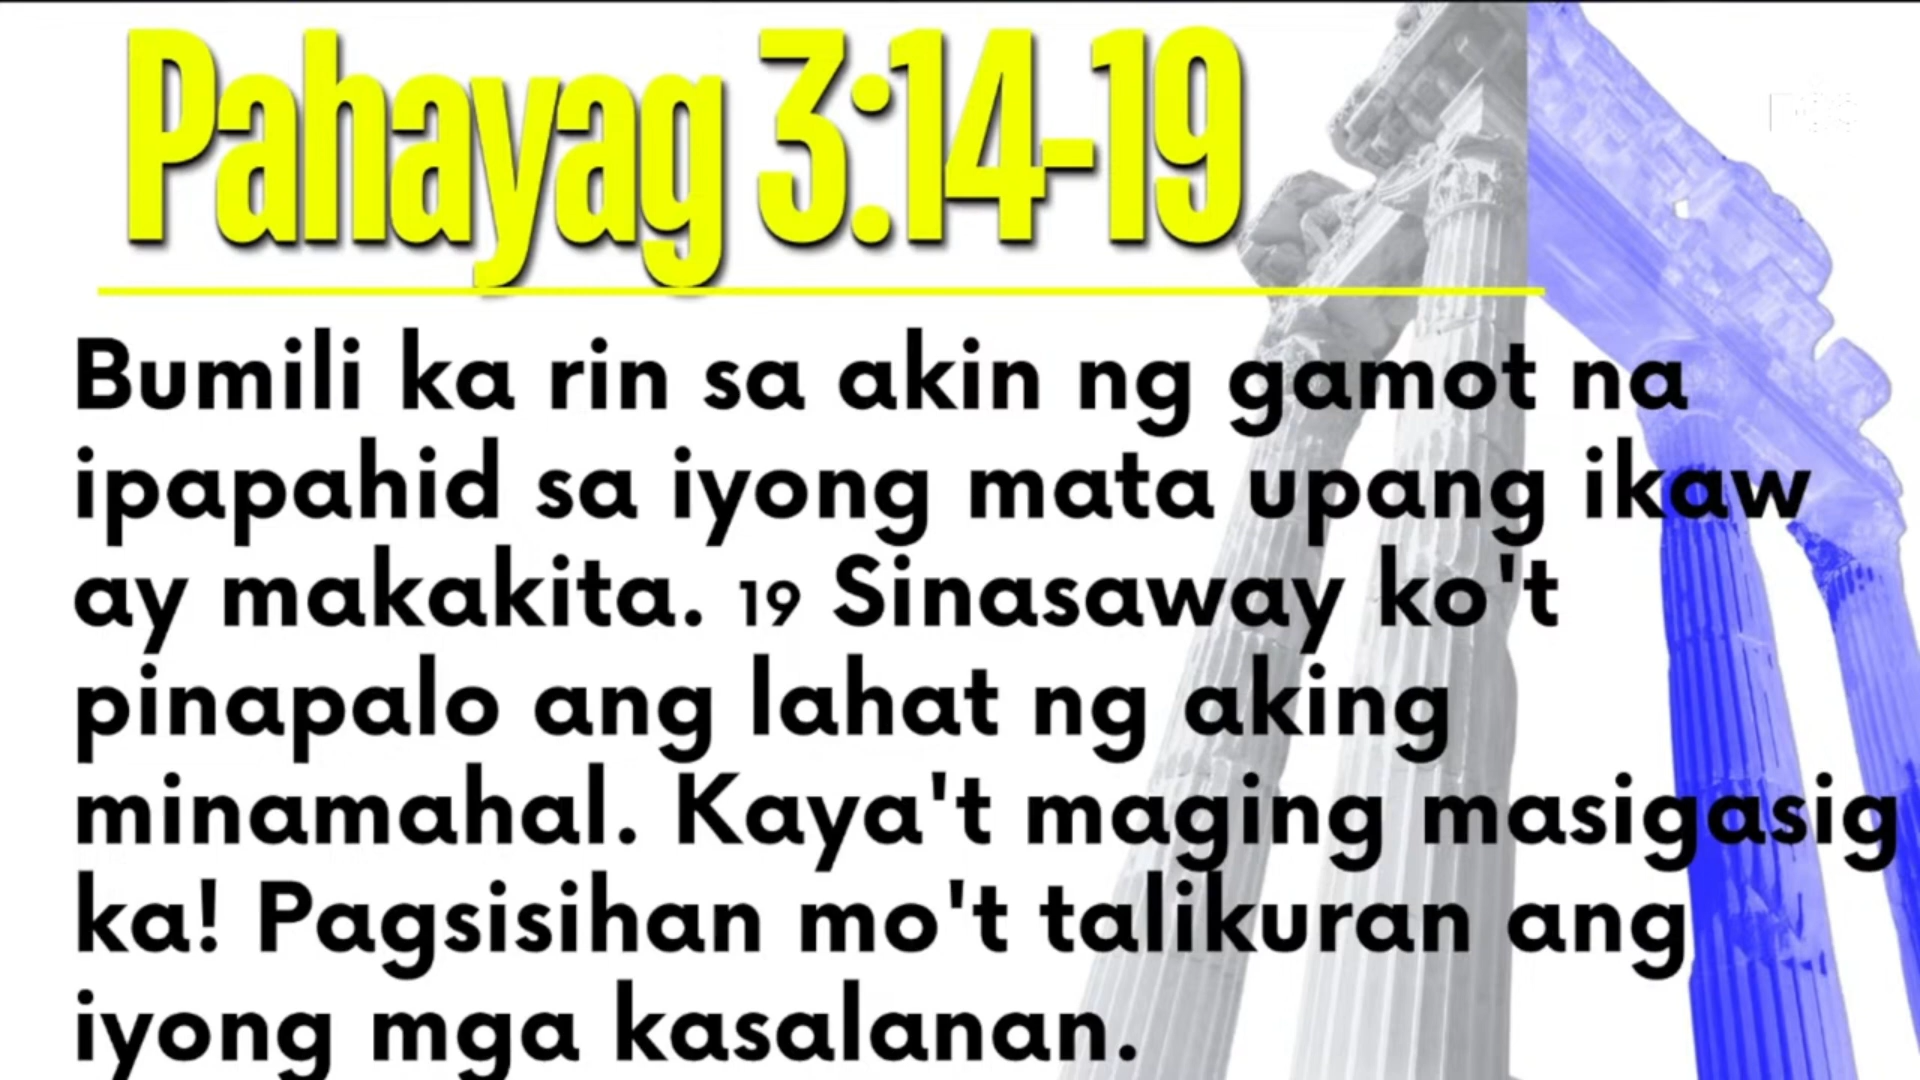 Pahayag 3:14-19
Bumili ka rin sa akin ng gamot na
ipapahid sa iyong mata upang ikaw
ay makakita. 19 Sinasaway ko't
pinapalo ang lahat ng aking
minamahal. Kaya't maging masigasig
ka! Pagsisihan mo't talikuran ang
iyong mga kasalanan.